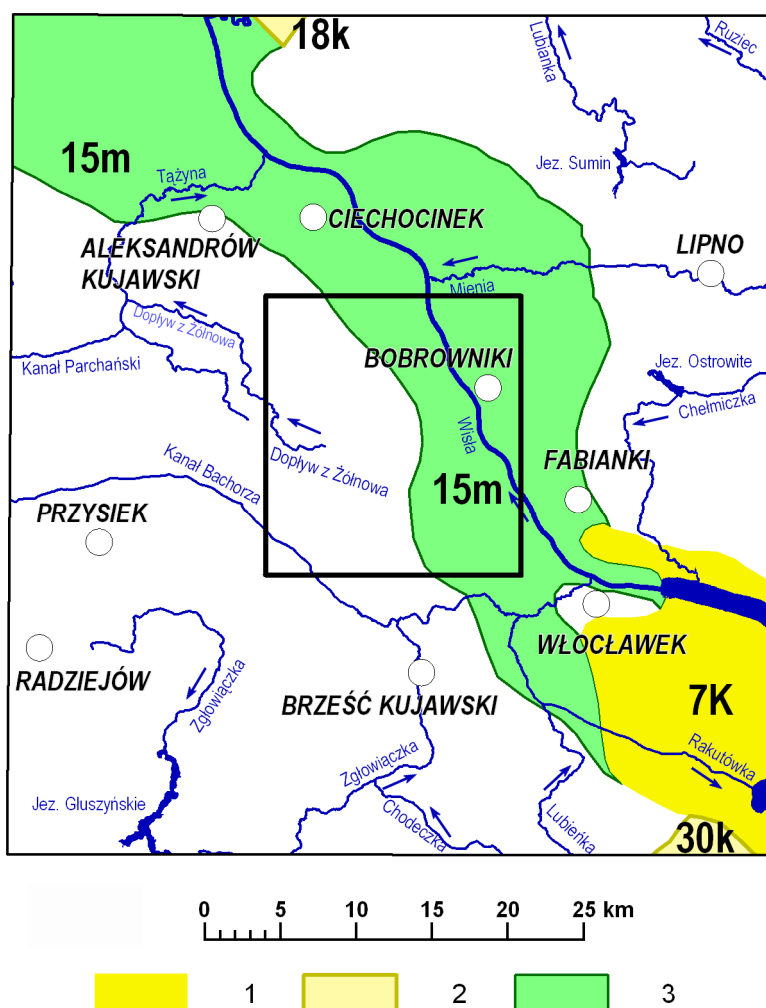 18k
Ruziec
Lubianka
15m
Jez. Sumin
Tążyna
CIECHOCINEK
ALEKSANDRÓW
KUJAWSKI
LIPNO
Mienia
Dopływ z Żółnowa
BOBROWNIKI
Kanał Parchański
Jez. Ostrowite
Chełmiczka
Wisła
Dopływ z Żółnowa
FABIANKI
Kanał Bachorza
15m
PRZYSIEK
WŁOCŁAWEK
RADZIEJÓW
BRZEŚĆ KUJAWSKI
Zgłowiączka
7K
Rakutówka
Zgłowiączka
Jez. Głuszyńskie
Chodeczka
Lubieńka
30k
0 5 10 15 20 25 km
1 2 3